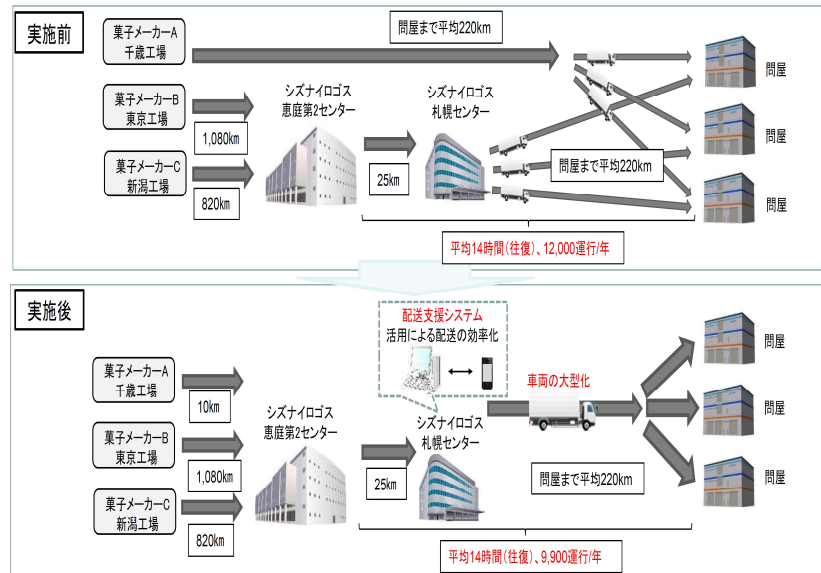 実施前
菓子メーカーA
千歳工場
問屋まで平均220km
菓子メーカーB
東京工場
1,080km
シズナイロゴス
恵庭第2センター
シズナイロゴス
札幌センター
菓子メーカーC
新潟工場
820km
25km
問屋まで平均220km
問屋
問屋
問屋
平均14時間(往復)、12,000運行/年
実施後
配送支援システム
活用による配送の効率化
菓子メーカーA
千歳工場
10km
車両の大型化
シズナイロゴス
恵庭第2センター
シズナイロゴス
札幌センター
菓子メーカーB
東京工場
1,080km
25km
問屋まで平均220km
菓子メーカーC
新潟工場
820km
問屋
問屋
問屋
平均14時間(往復)、9,900運行/年